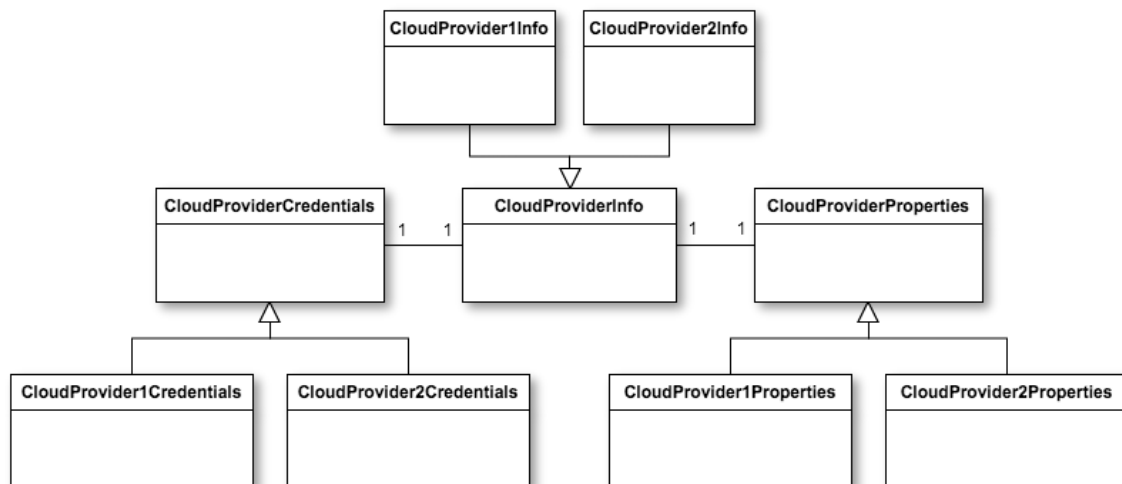 CloudProvider1Info
CloudProvider2Info
CloudProviderCredentials
CloudProviderInfo
CloudProviderProperties
1
1
1
1
CloudProvider1Credentials
CloudProvider2Credentials
CloudProvider1Properties
CloudProvider2Properties